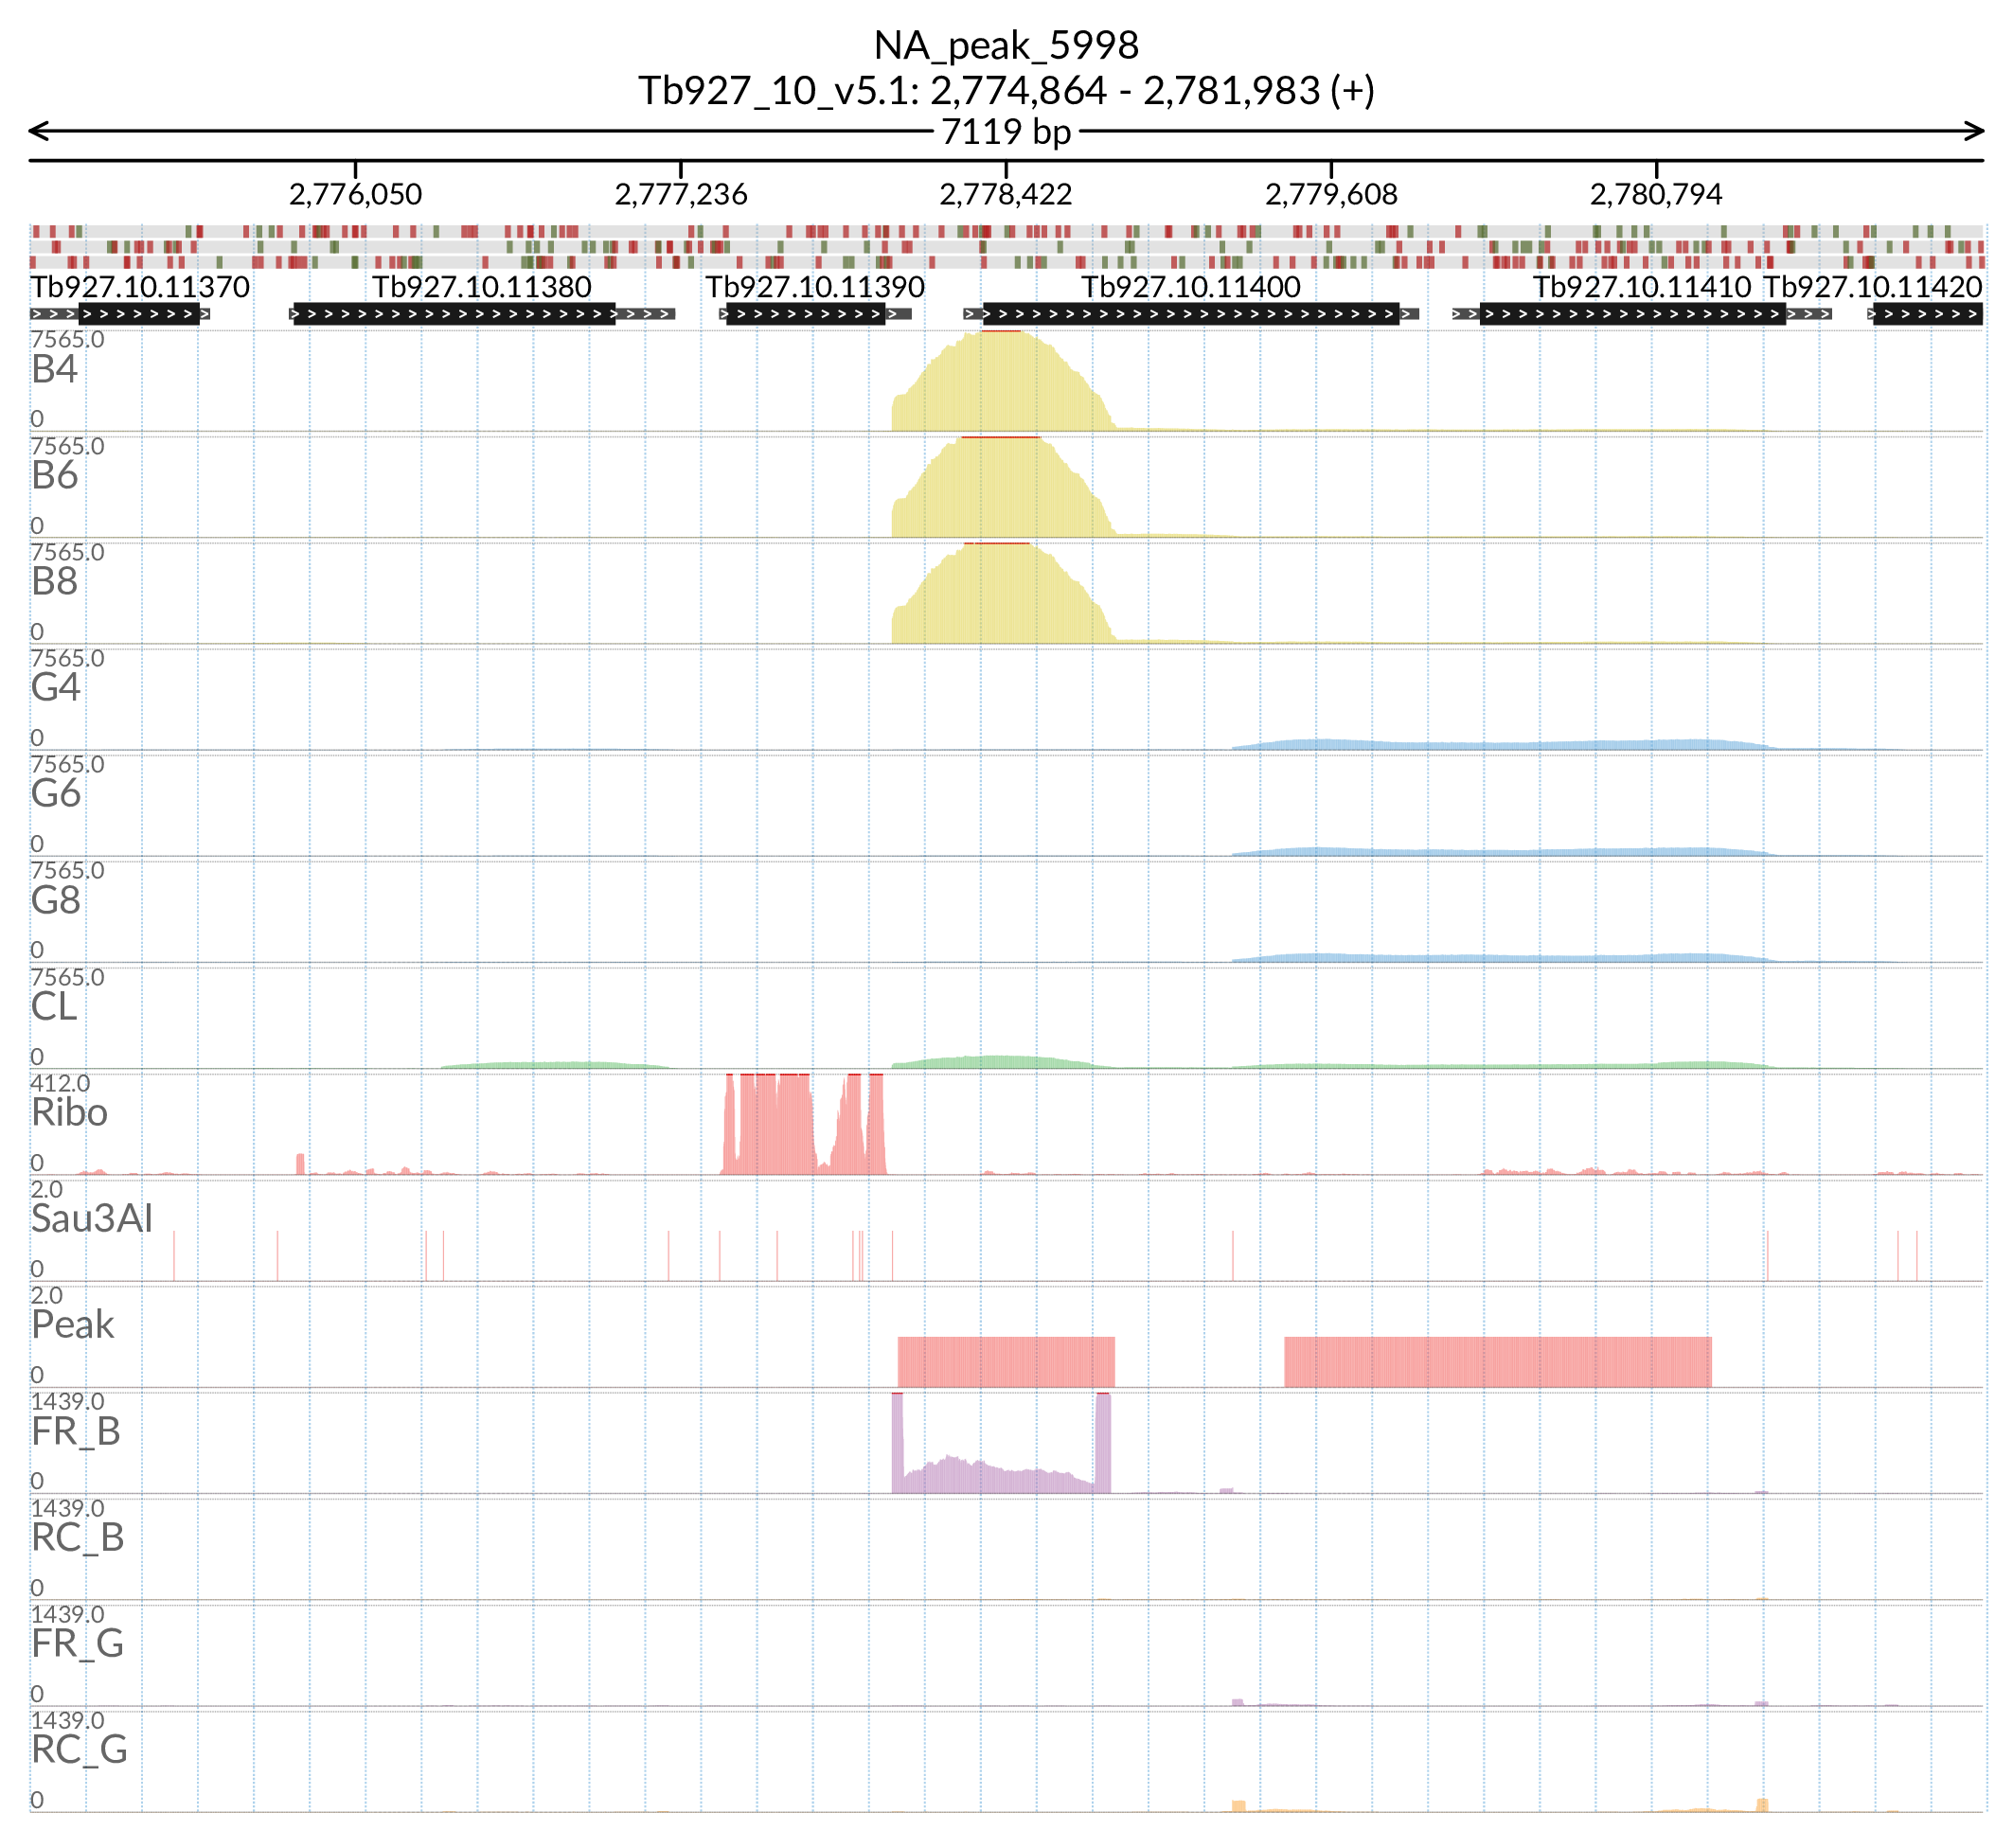 NA_peak_5998
Tb927_10_v5.1: 2,774,864 - 2,781,983 (+)
7119 bp
2,776,050 2,777,236 2,778,422 2,779,608 2,780,794
Tb927.10.11370 Tb927.10.11380 Tb927.10.11390 Tb927.10.11400 Tb927.10.11410 Tb927.10.11420
7565.0
B4
0
7565.0
B6
0
7565.0
B8
0
7565.0
G4
0
7565.0
G6
0
7565.0
G8
0
7565.0
CL
0
412.0
Ribo
0
2.0
Sau3AI
0
2.0
Peak
0
1439.0
FR_B
0
1439.0
RC_B
0
1439.0
FR_G
0
1439.0
RC_G
0